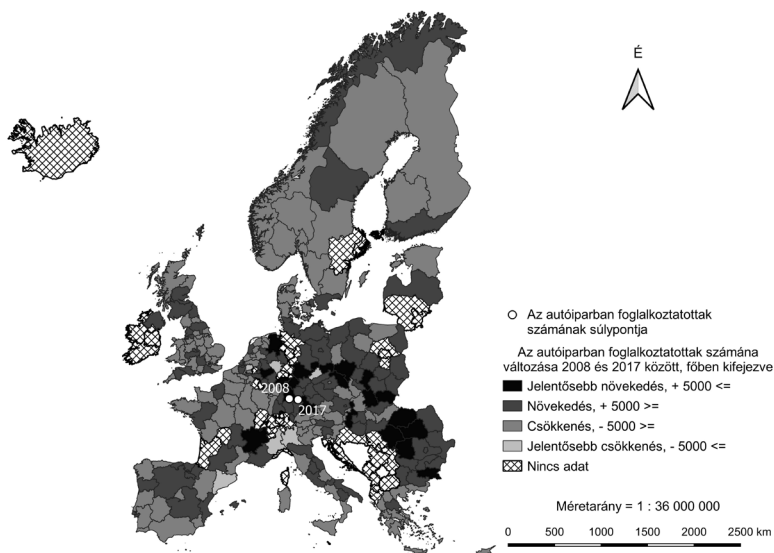 É
2008
2017
Az autóiparban foglalkoztatottak
számának súlypontja
Az autóiparban foglalkoztatottak száma
változása 2008 és 2017 között, főben kifejezve
Jelentősebb növekedés, + 5000 <=
Növekedés, + 5000 >=
Csökkenés, - 5000 >=
Jelentősebb csökkenés, - 5000 <=
Nincs adat
Méretarány = 1 : 36 000 000
0 500 1000 1500 2000 2500 km